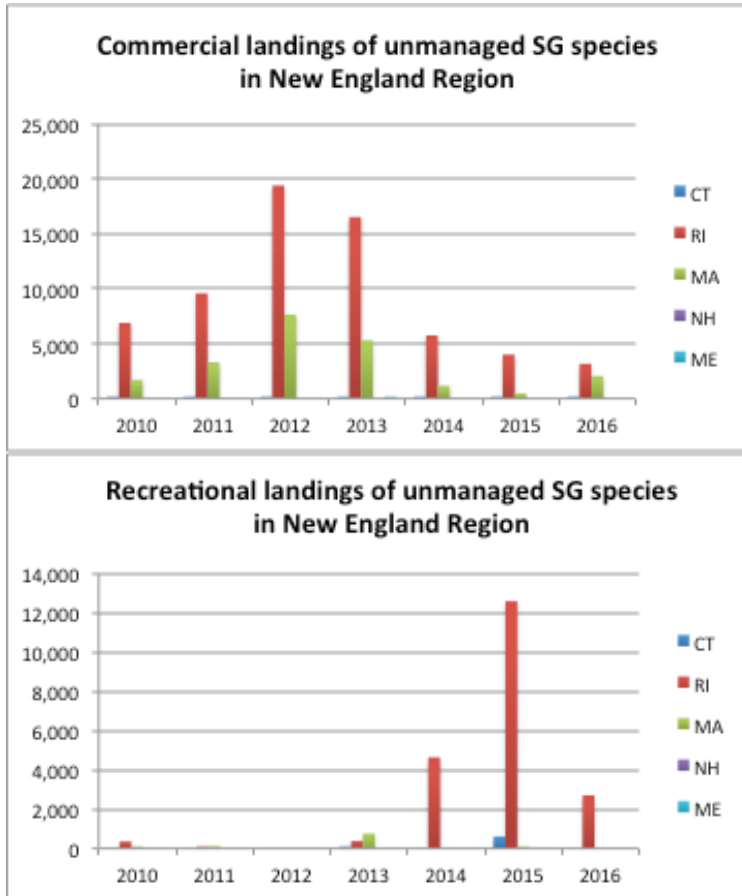 Commercial landings of unmanaged SG species
in New England Region
25,000
20,000
15,000
10,000
5,000
0
2010 2011 2012 2013 2014 2015 2016
CT
RI
MA
NH
ME
Recreational landings of unmanaged SG species
in New England Region
14,000
12,000
10,000
8,000
6,000
4,000
2,000
0
2010 2011 2012 2013 2014 2015 2016
CT
RI
MA
NH
ME